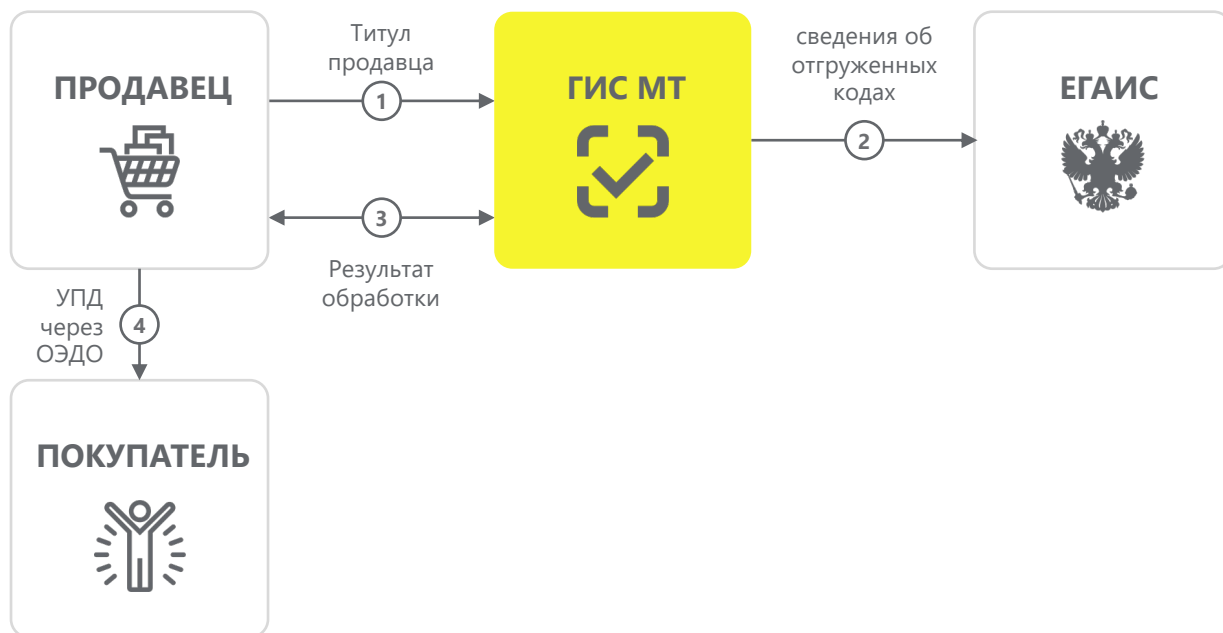 Титул
продавца
сведения об
отгруженных
кодах
ПРОДАВЕЦ
1
ГИС МТ
2
ЕГАИС
3
Результат
обработки
УПД
через
ОЭДО
4
ПОКУПАТЕЛЬ